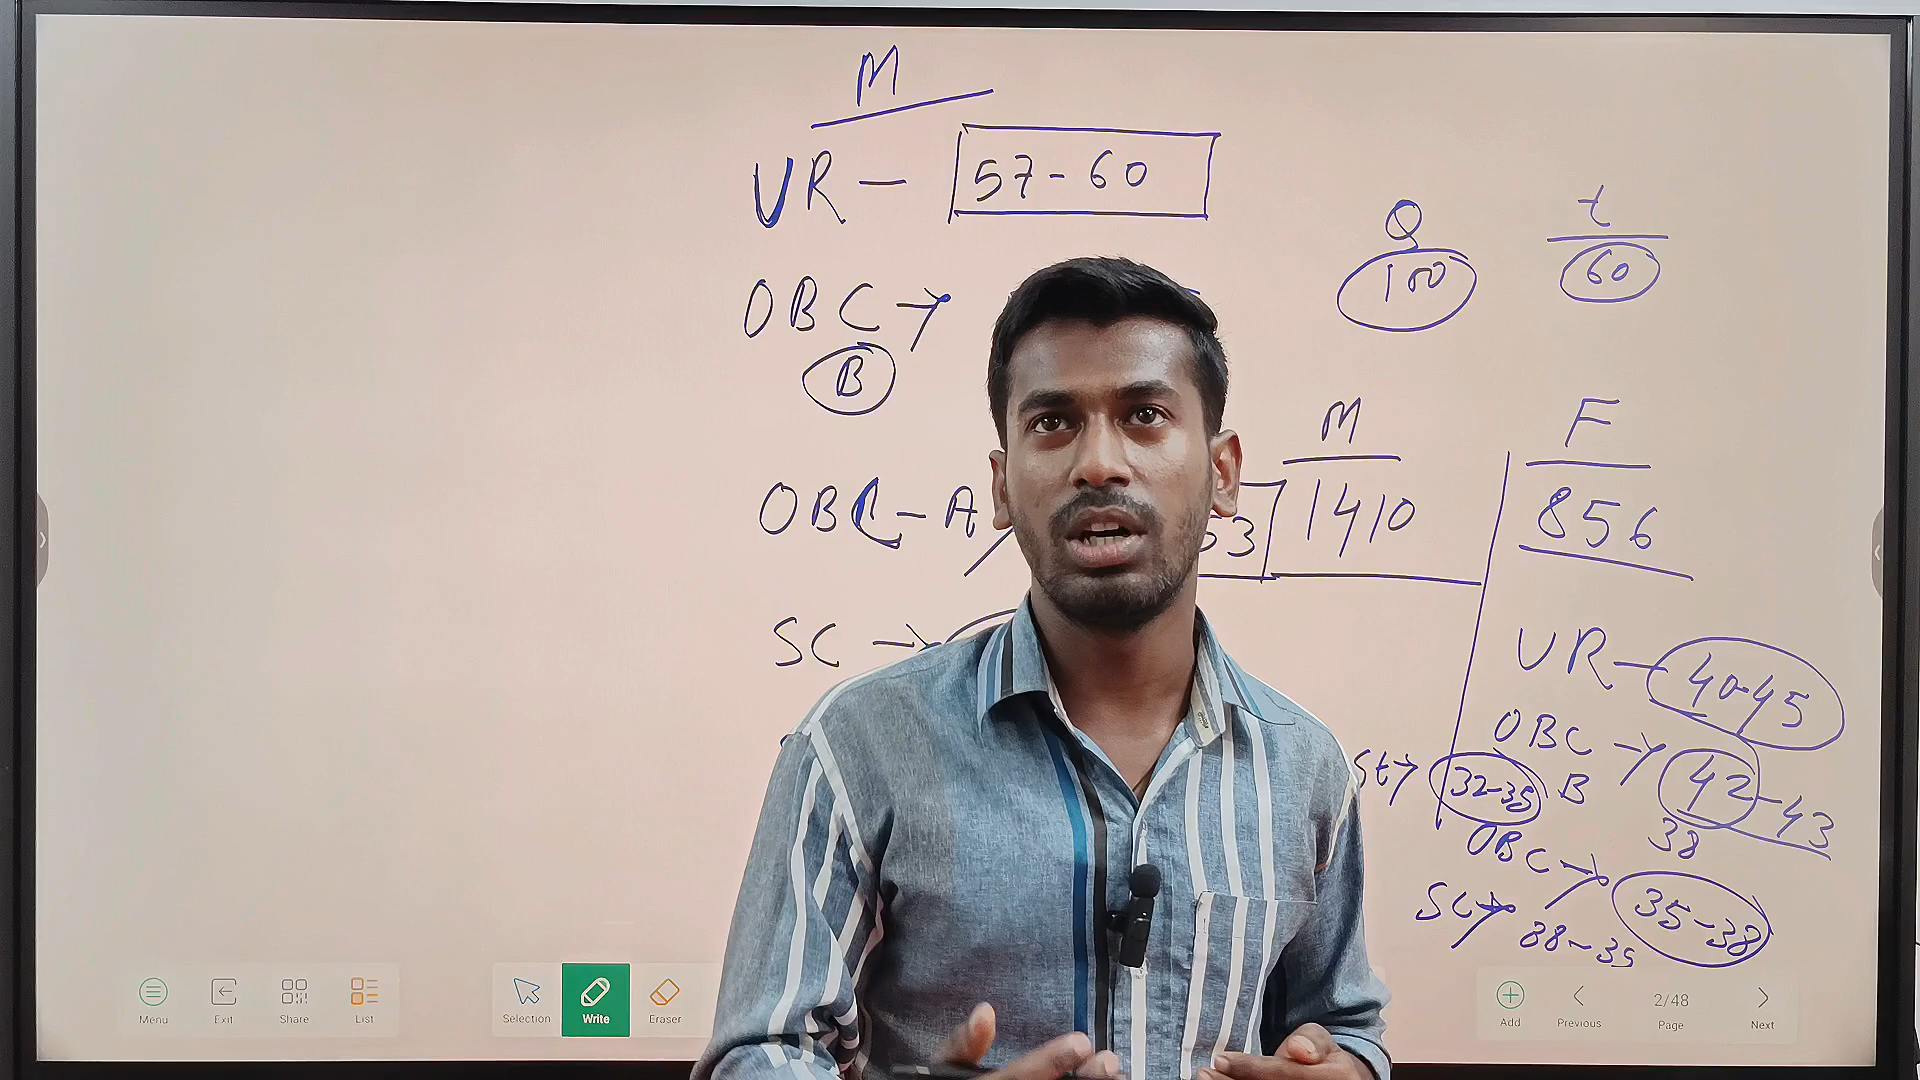 M
UR - 57-60
Q t
100 60
OBC →
B
M F
OBC - A 53 1410 856
SC →
UR - 40-45
OBC → 42-43
St → 32-35 B
38
OBC → 35-38
SC → 38-35
Menu Exit Share List Selection Write Eraser Add Previous 2/48 Page Next